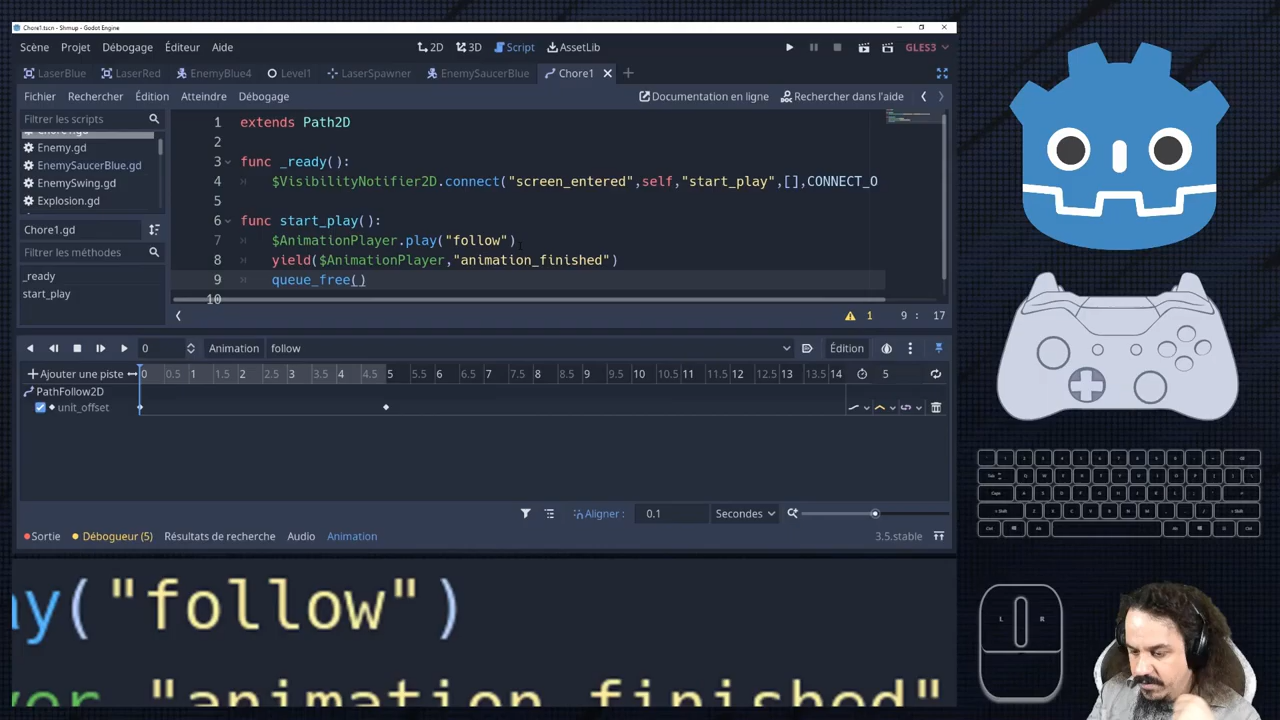 Chore1.tscn - Shmup - Godot Engine
Scène Projet Débogage Éditeur Aide
2D 3D Script AssetLib
GLES3
LaserBlue LaserRed EnemyBlue4 Level1 LaserSpawner EnemySaucerBlue Chore1
Fichier Rechercher Édition Atteindre Débogage
Documentation en ligne Rechercher dans l'aide
Filtrer les scripts
Chore1.gd
Enemy.gd
EnemySaucerBlue.gd
EnemySwing.gd
Explosion.gd
Chore1.gd
Filtrer les méthodes
_ready
start_play
1 extends Path2D
2
3 func _ready():
4 $VisibilityNotifier2D.connect("screen_entered",self,"start_play",[],CONNECT_O
5
6 func start_play():
7 $AnimationPlayer.play("follow")
8 yield($AnimationPlayer,"animation_finished")
9 queue_free()
10
1 9 : 17
0 Animation follow Édition
Ajouter une piste 0 0.5 1 1.5 2 2.5 3 3.5 4 4.5 5 5.5 6 6.5 7 7.5 8 8.5 9 9.5 10 10.5 11 11.5 12 12.5 13 13.5 14 5
PathFollow2D
unit_offset
Aligner : 0.1 Secondes
Sortie Débogueur (5) Résultats de recherche Audio Animation 3.5.stable
ay("follow")
yer,"animation_finished"
L R